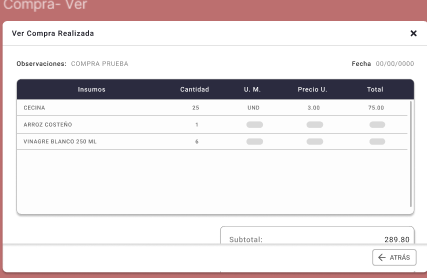 Compra- Ver
Ver Compra Realizada
Observaciones: COMPRA PRUEBA Fecha 00/00/0000
Insumos Cantidad U. M. Precio U. Total
CECINA 25 UND 3.00 75.00
ARROZ COSTEÑO 1
VINAGRE BLANCO 250 ML 6
Subtotal: 289.80
ATRÁS